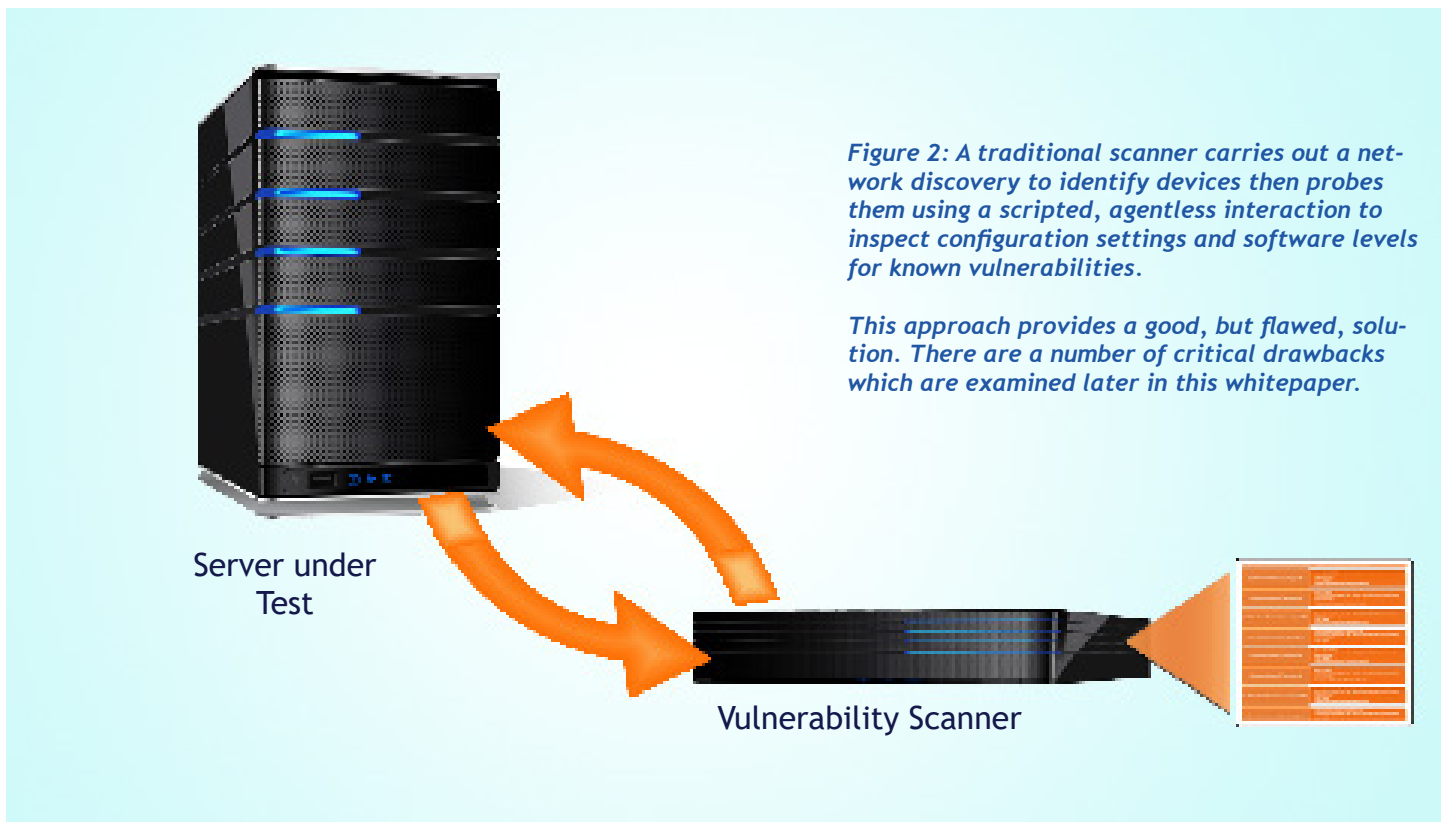 Figure 2: A traditional scanner carries out a net-
work discovery to identify devices then probes
them using a scripted, agentless interaction to
inspect configuration settings and software levels
for known vulnerabilities.
This approach provides a good, but flawed, solu-
tion. There are a number of critical drawbacks
which are examined later in this whitepaper.
Server under
Test
Vulnerability Scanner